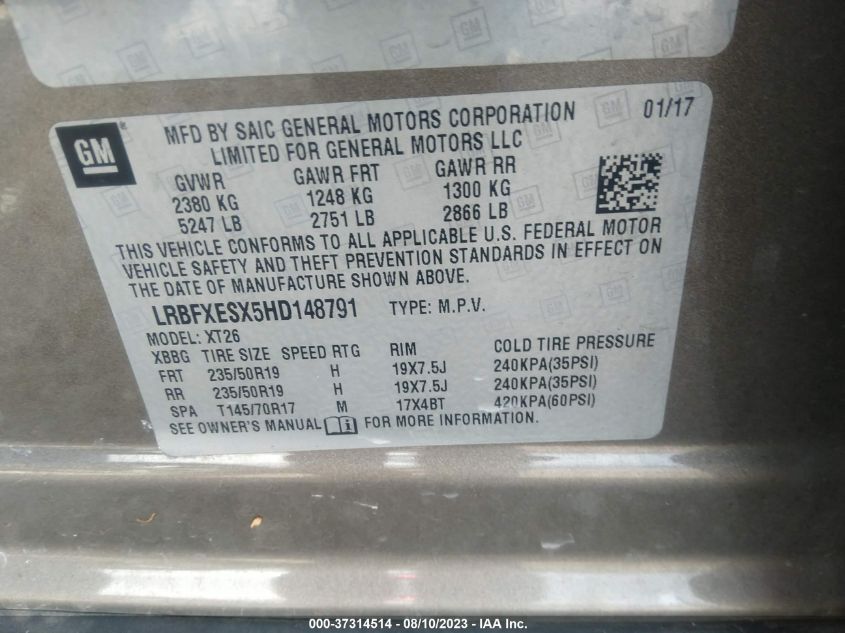 GM
GM GM
GM
MFD BY SAIC GENERAL MOTORS CORPORATION 01/17
LIMITED FOR GENERAL MOTORS LLC
GVWR GAWR FRT GAWR RR
2380 KG 1248 KG 1300 KG
5247 LB 2751 LB 2866 LB
THIS VEHICLE CONFORMS TO ALL APPLICABLE U.S. FEDERAL MOTOR
VEHICLE SAFETY AND THEFT PREVENTION STANDARDS IN EFFECT ON
THE DATE OF MANUFACTURE SHOWN ABOVE.
LRBFXESX5HD148791 TYPE: M.P.V.
MODEL: XT26
XBBG TIRE SIZE SPEED RTG RIM COLD TIRE PRESSURE
FRT 235/50R19 H 19X7.5J 240KPA(35PSI)
RR 235/50R19 H 19X7.5J 240KPA(35PSI)
SPA T145/70R17 M 17X4BT 420KPA(60PSI)
SEE OWNER'S MANUAL i FOR MORE INFORMATION.
000-37314514 - 08/10/2023 - IAA Inc.